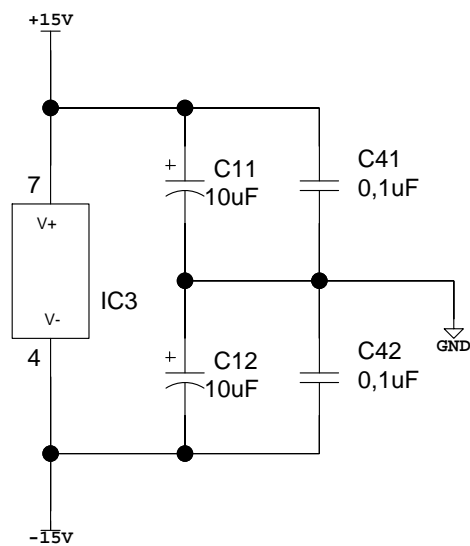 +15V
+
C11
10uF
C41
0,1uF
7
V+
V-
IC3
4
GND
+
C12
10uF
C42
0,1uF
-15V